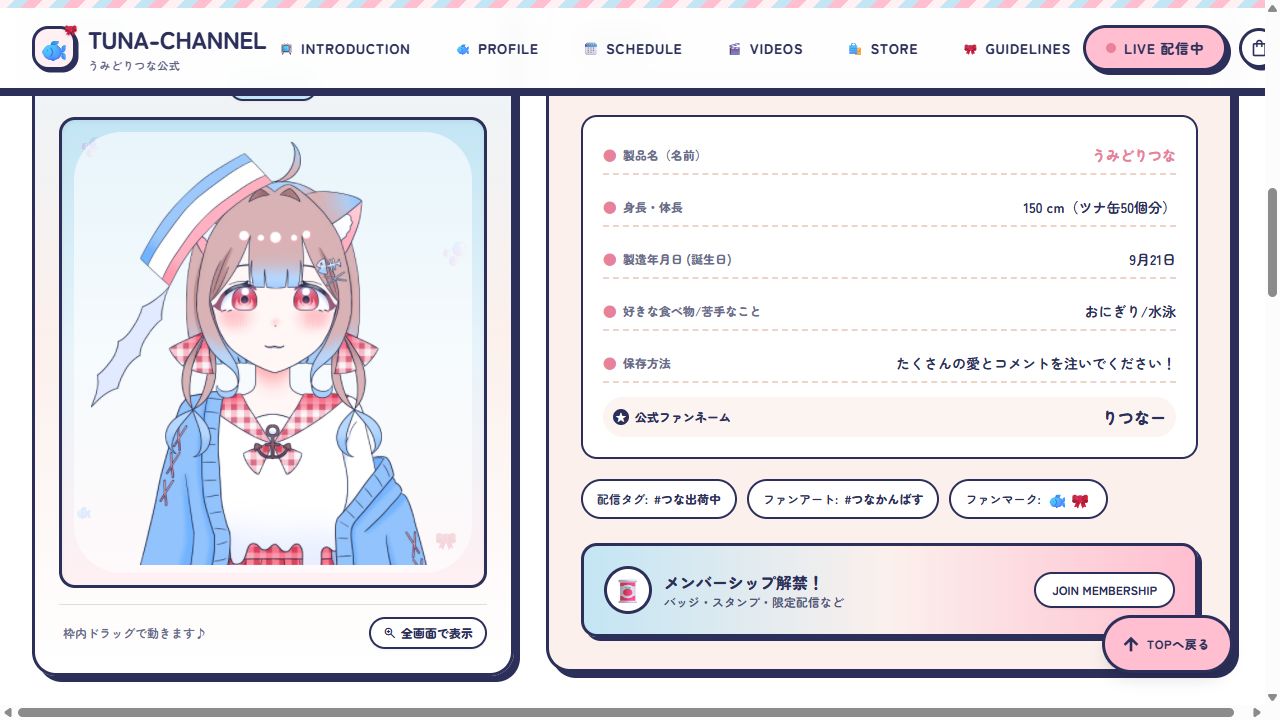 TUNA-CHANNEL
うみどりつな公式
INTRODUCTION
PROFILE
SCHEDULE
VIDEOS
STORE
GUIDELINES
LIVE 配信中
製品名（名前）
うみどりつな
身長・体長
150 cm（ツナ缶50個分）
製造年月日 (誕生日)
9月21日
好きな食べ物/苦手なこと
おにぎり/水泳
保存方法
たくさんの愛とコメントを注いでください！
公式ファンネーム
りつなー
配信タグ: #つな出荷中
ファンアート: #つなかんばす
ファンマーク:
メンバーシップ解禁！
バッジ・スタンプ・限定配信など
JOIN MEMBERSHIP
枠内ドラッグで動きます♪
全画面で表示
TOPへ戻る